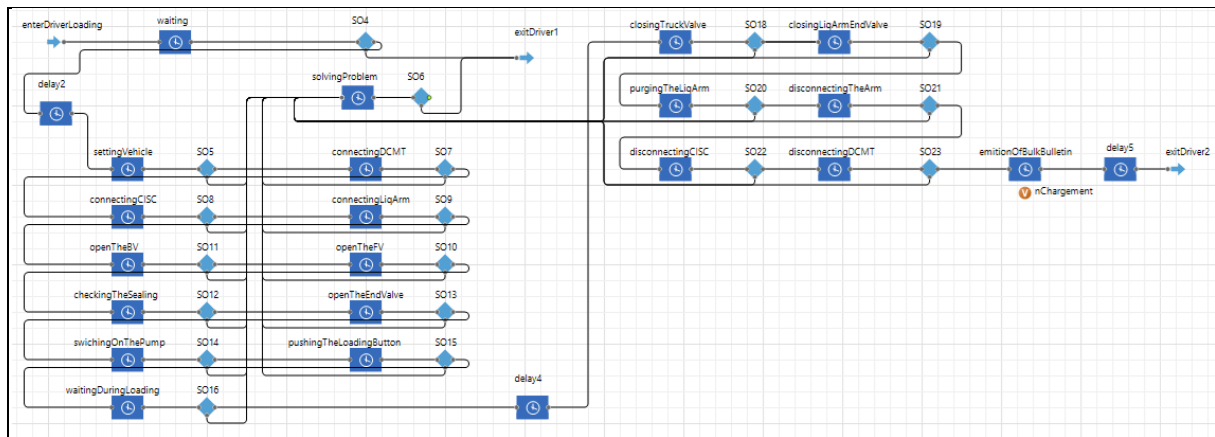 enterDriverLoading
waiting
SO4
exitDriver1
closingTruckValve
SO18
closingLiqArmEndValve
SO19
delay2
solvingProblem
SO6
purgingTheLiqArm
SO20
disconnectingTheArm
SO21
settingVehicle
SO5
connectingDCMT
SO7
disconnectingCISC
SO22
disconnectingDCMT
SO23
emitionOfBulkBulletin
delay5
exitDriver2
V nChargement
connectingCISC
SO8
connectingLiqArm
SO9
openTheBV
SO11
openTheFV
SO10
checkingTheSealing
SO12
openTheEndValve
SO13
swichingOnThePump
SO14
pushingTheLoadingButton
SO15
waitingDuringLoading
SO16
delay4